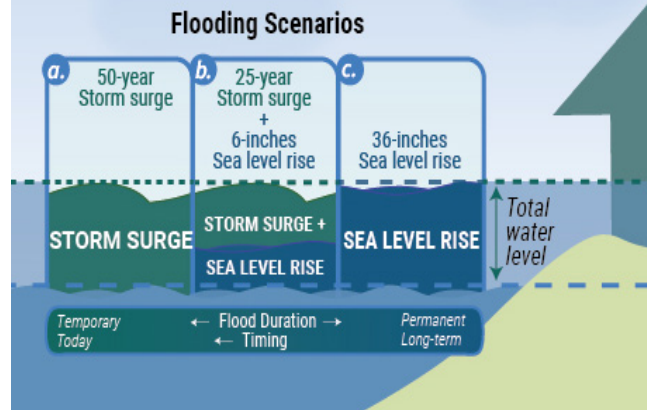 Flooding Scenarios
a.
50-year
Storm surge
b.
25-year
Storm surge
+
6-inches
Sea level rise
c.
36-inches
Sea level rise
STORM SURGE
STORM SURGE +
SEA LEVEL RISE
SEA LEVEL RISE
Total
water
level
Temporary
Today
← Flood Duration →
← Timing
Permanent
Long-term